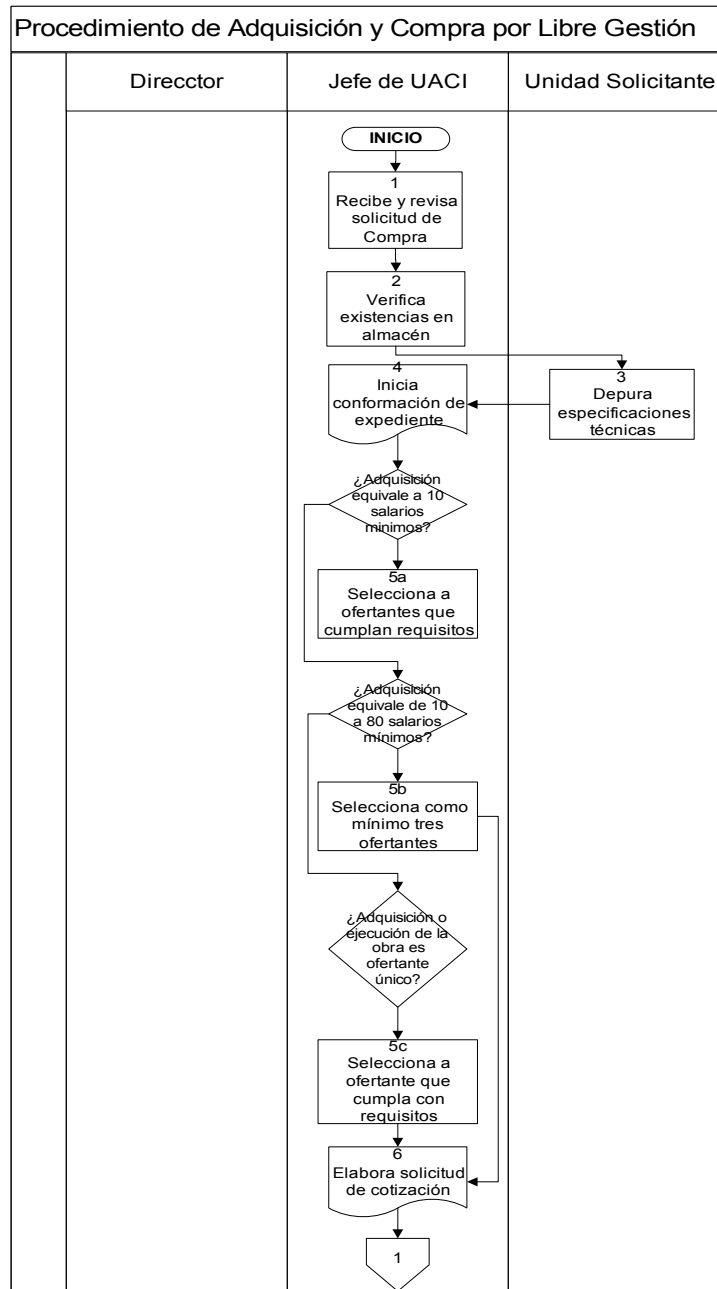 Procedimiento de Adquisición y Compra por Libre Gestión
Direcctor
Jefe de UACI
Unidad Solicitante
INICIO
1
Recibe y revisa
solicitud de
Compra
2
Verifica
existencias en
almacén
3
Depura
especificaciones
técnicas
4
Inicia
conformación de
expediente
¿Adquisición
equivale a 10
salarios
minimos?
5a
Selecciona a
ofertantes que
cumplan requisitos
¿Adquisición
equivale de 10
a 80 salarios
mínimos?
5b
Selecciona como
mínimo tres
ofertantes
¿Adquisición o
ejecución de la
obra es
ofertante
único?
5c
Selecciona a
ofertante que
cumpla con
requisitos
6
Elabora solicitud
de cotización
1